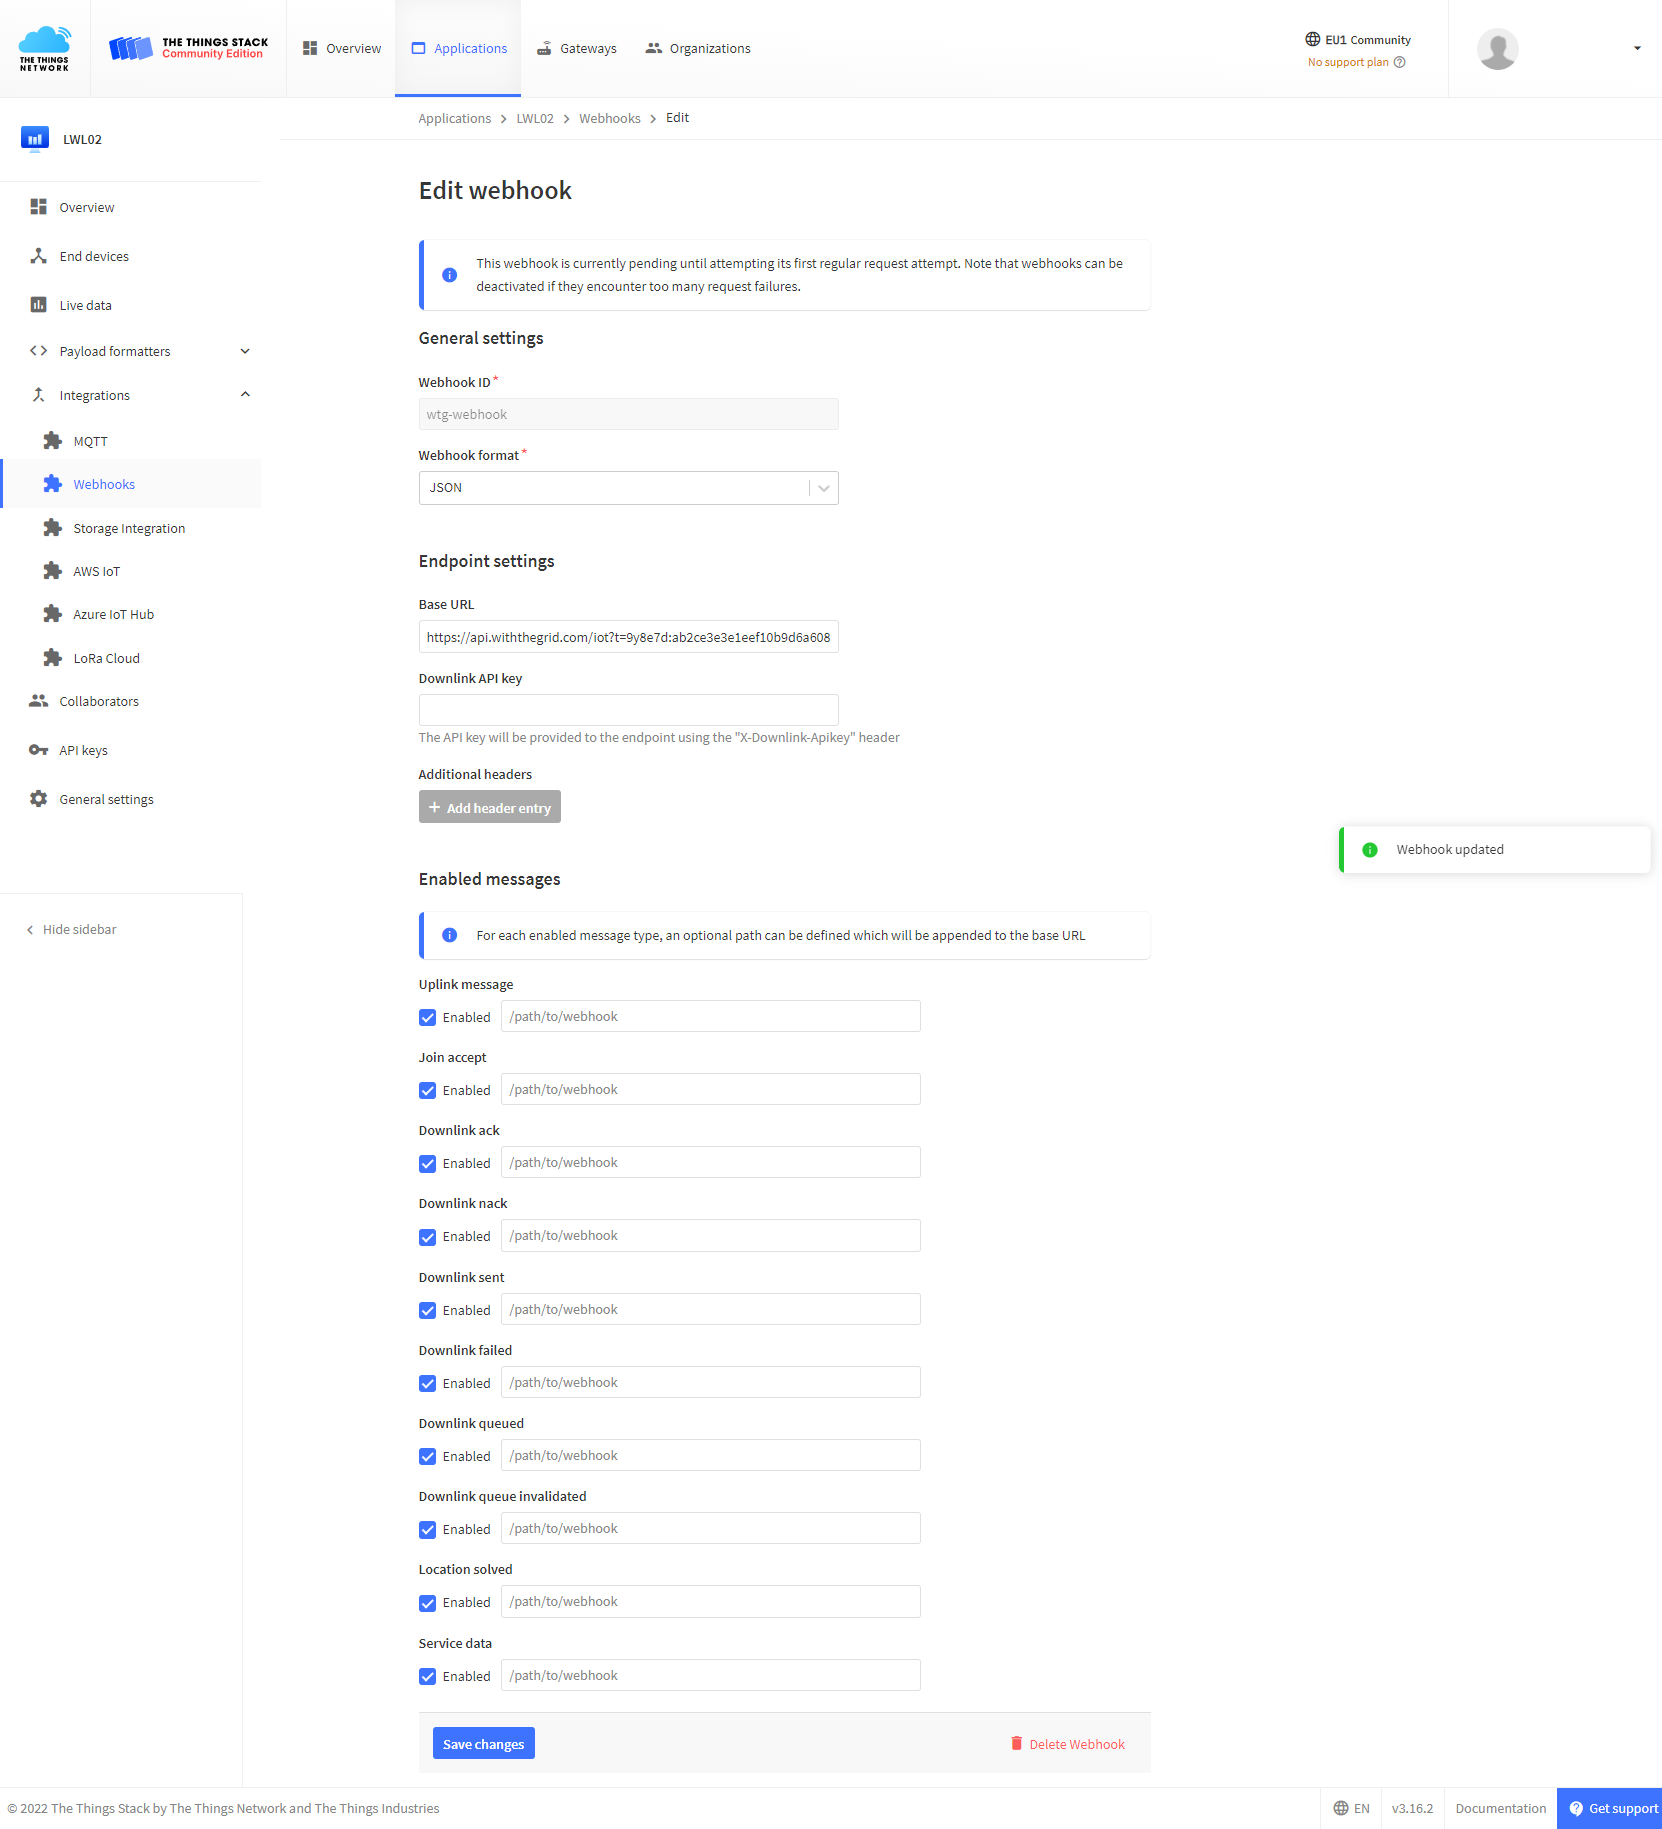 THE THINGS
NETWORK
THE THINGS STACK
Community Edition
Overview
Applications
Gateways
Organizations
EU1 Community
No support plan
Applications > LWL02 > Webhooks > Edit
LWL02
Overview
End devices
Live data
Payload formatters
Integrations
MQTT
Webhooks
Storage Integration
AWS IoT
Azure IoT Hub
LoRa Cloud
Collaborators
API keys
General settings
Hide sidebar
Edit webhook
This webhook is currently pending until attempting its first regular request attempt. Note that webhooks can be
deactivated if they encounter too many request failures.
General settings
Webhook ID *
wtg-webhook
Webhook format *
JSON
Endpoint settings
Base URL
https://api.withthegrid.com/iot?t=9y8e7d:ab2ce3e3e1eef10b9d6a608
Downlink API key
The API key will be provided to the endpoint using the "X-Downlink-Apikey" header
Additional headers
+ Add header entry
Webhook updated
Enabled messages
For each enabled message type, an optional path can be defined which will be appended to the base URL
Uplink message
Enabled /path/to/webhook
Join accept
Enabled /path/to/webhook
Downlink ack
Enabled /path/to/webhook
Downlink nack
Enabled /path/to/webhook
Downlink sent
Enabled /path/to/webhook
Downlink failed
Enabled /path/to/webhook
Downlink queued
Enabled /path/to/webhook
Downlink queue invalidated
Enabled /path/to/webhook
Location solved
Enabled /path/to/webhook
Service data
Enabled /path/to/webhook
Save changes
Delete Webhook
© 2022 The Things Stack by The Things Network and The Things Industries
EN
v3.16.2
Documentation
Get support